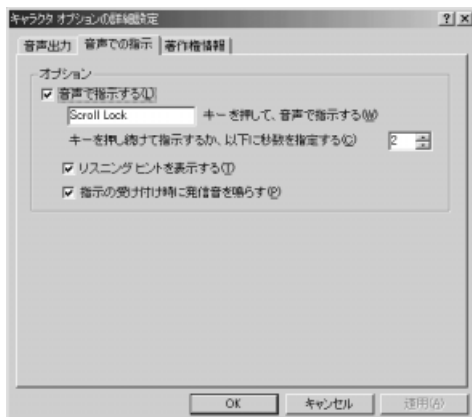 キャラクタ オプションの詳細設定
音声出力 音声での指示 著作権情報
オプション
音声で指示する(L)
Scroll Lock キーを押して、音声で指示する(W)
キーを押し続けて指示するか、以下に秒数を指定する(C) 2
リスニング ヒントを表示する(T)
指示の受け付け時に発信音を鳴らす(P)
OK キャンセル 適用(A)